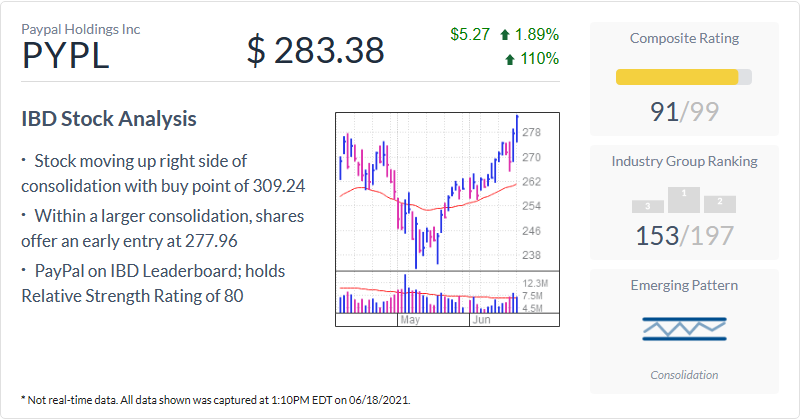 Paypal Holdings Inc
PYPL
$ 283.38
$5.27 1.89%
110%
IBD Stock Analysis
· Stock moving up right side of
consolidation with buy point of 309.24
· Within a larger consolidation, shares
offer an early entry at 277.96
· PayPal on IBD Leaderboard; holds
Relative Strength Rating of 80
278
270
262
254
246
238
12.3M
7.5M
4.5M
May Jun
Composite Rating
91/99
Industry Group Ranking
3 1 2
153/197
Emerging Pattern
Consolidation
* Not real-time data. All data shown was captured at 1:10PM EDT on 06/18/2021.